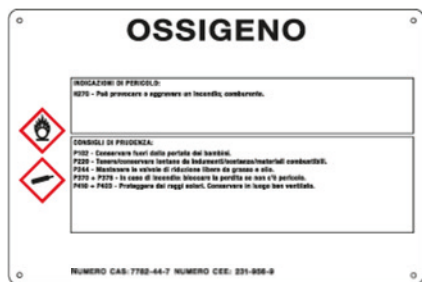 OSSIGENO
INDICAZIONI DI PERICOLO:
H270 - Può provocare o aggravare un incendio; comburente.
CONSIGLI DI PRUDENZA:
P102 - Conservare fuori dalla portata dei bambini.
P220 - Tenere/conservare lontano da indumenti/sostanze/materiali combustibili.
P244 - Mantenere le valvole di riduzione libere da grasso e olio.
P370 + P376 - In caso di incendio: bloccare la perdita se non c'è pericolo.
P410 + P403 - Proteggere dai raggi solari. Conservare in luogo ben ventilato.
NUMERO CAS: 7782-44-7 NUMERO CEE: 231-956-9